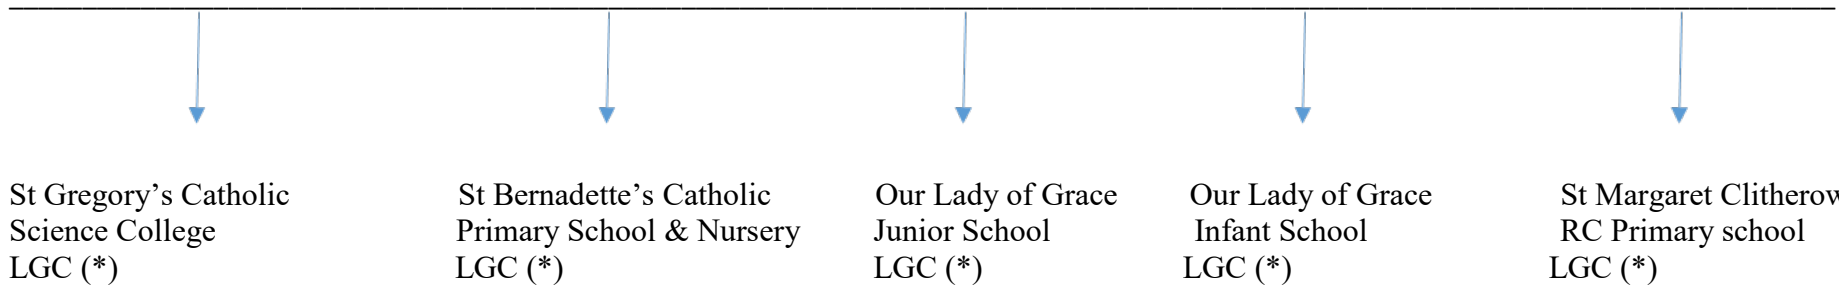 St Gregory’s Catholic
Science College
LGC (*)
St Bernadette’s Catholic
Primary School & Nursery
LGC (*)
Our Lady of Grace
Junior School
LGC (*)
Our Lady of Grace
Infant School
LGC (*)
St Margaret Clitherow
RC Primary school
LGC (*)